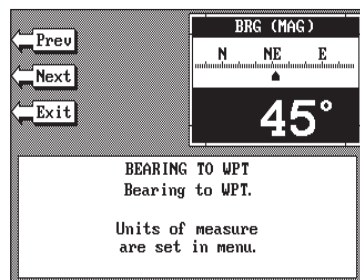 Prev
Next
Exit
BRG (MAG)
N NE E
45°
BEARING TO WPT
Bearing to WPT.
Units of measure
are set in menu.